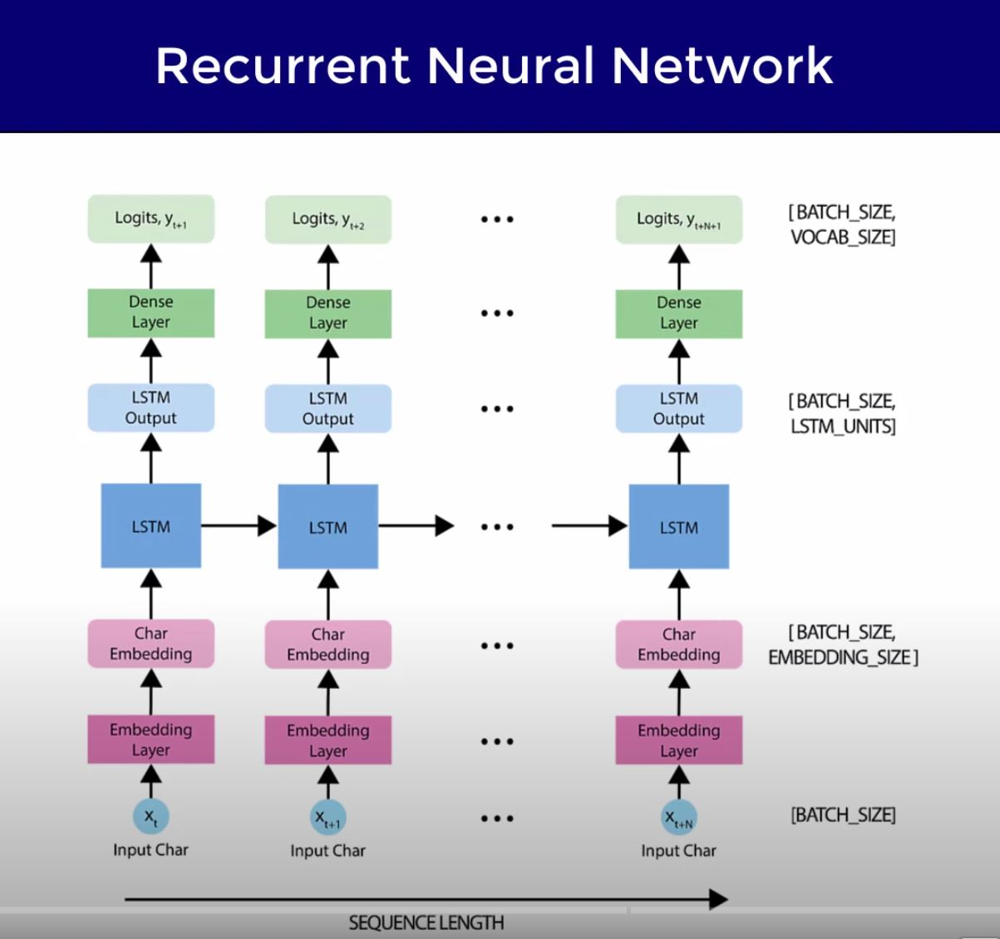 Recurrent Neural Network
Logits, yt+1
Logits, yt+2
...
Logits, yt+N+1
[BATCH_SIZE,
VOCAB_SIZE]
Dense
Layer
Dense
Layer
...
Dense
Layer
LSTM
Output
LSTM
Output
...
LSTM
Output
[BATCH_SIZE,
LSTM_UNITS]
LSTM
LSTM
...
LSTM
Char
Embedding
Char
Embedding
...
Char
Embedding
[BATCH_SIZE,
EMBEDDING_SIZE]
Embedding
Layer
Embedding
Layer
...
Embedding
Layer
xt
xt+1
...
xt+N
[BATCH_SIZE]
Input Char
Input Char
Input Char
SEQUENCE LENGTH